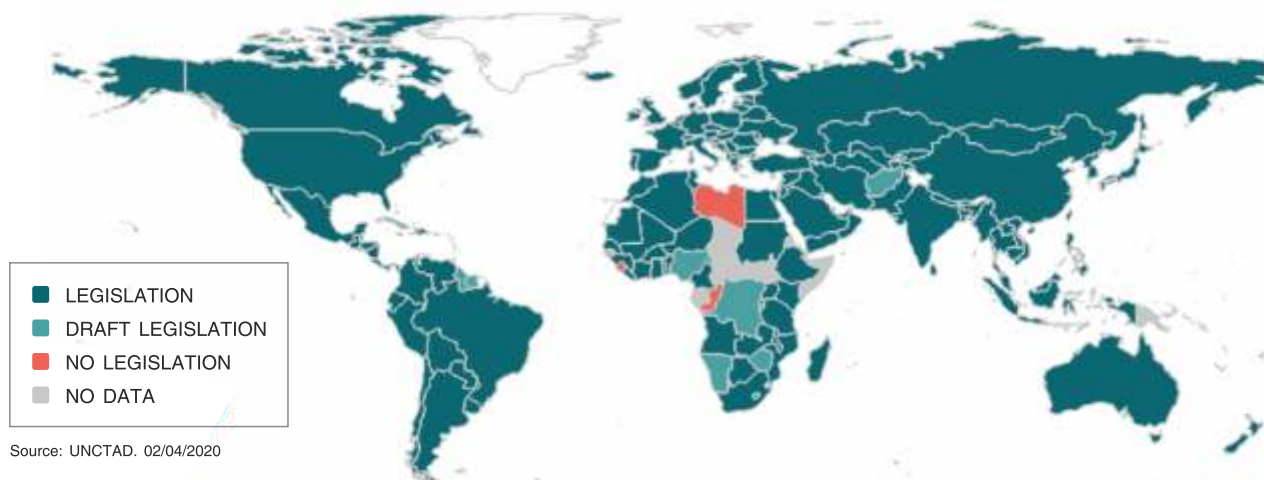 LEGISLATION
DRAFT LEGISLATION
NO LEGISLATION
NO DATA
Source: UNCTAD. 02/04/2020